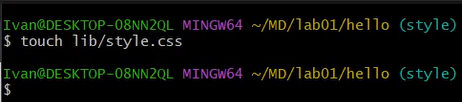 Ivan@DESKTOP-08NN2QL MINGW64 ~/MD/lab01/hello (style)
$ touch lib/style.css
Ivan@DESKTOP-08NN2QL MINGW64 ~/MD/lab01/hello (style)
$